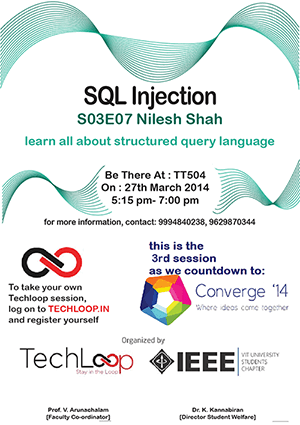 SQL Injection
S03E07 Nilesh Shah
learn all about structured query language
Be There At : TT504
On : 27th March 2014
5:15 pm- 7:00 pm
for more information, contact: 9994840238, 9629870344
To take your own
Techloop session,
log on to TECHLOOP.IN
and register yourself
this is the
3rd session
as we countdown to:
Converge '14
Where ideas come together
Organized by
TechLoop
Stay in the Loop
IEEE
VIT UNIVERSITY
STUDENTS
CHAPTER
Prof. V. Arunachalam
[Faculty Co-ordinator]
Dr. K. Kannabiran
[Director Student Welfare]